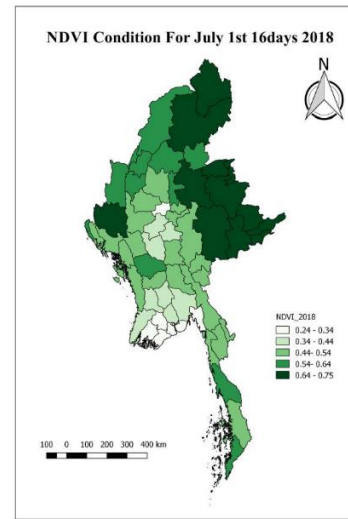 NDVI Condition For July 1st 16days 2018
N
NDVI_2018
0.24 - 0.34
0.34 - 0.44
0.44 - 0.54
0.54 - 0.64
0.64 - 0.75
100 0 100 200 300 400 km